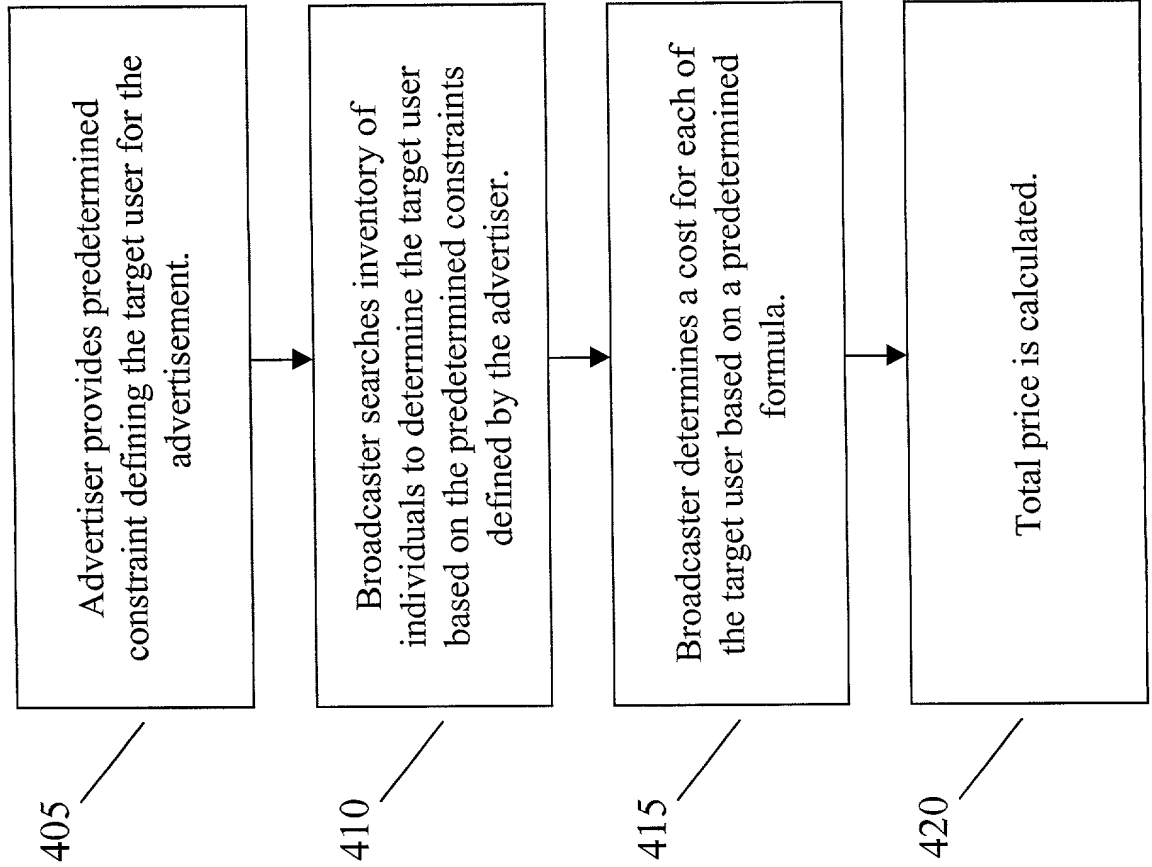 405
Advertiser provides predetermined
constraint defining the target user for the
advertisement.
410
Broadcaster searches inventory of
individuals to determine the target user
based on the predetermined constraints
defined by the advertiser.
415
Broadcaster determines a cost for each of
the target user based on a predetermined
formula.
420
Total price is calculated.